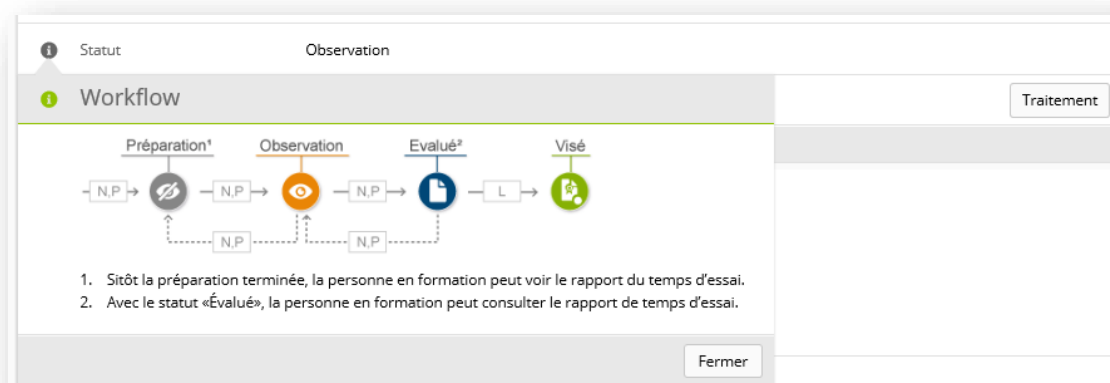 Statut Observation
Workflow
Traitement
Préparation¹ Observation Evalué² Visé
N,P N,P N,P L
N,P N,P
1. Sitôt la préparation terminée, la personne en formation peut voir le rapport du temps d’essai.
2. Avec le statut «Évalué», la personne en formation peut consulter le rapport de temps d’essai.
Fermer